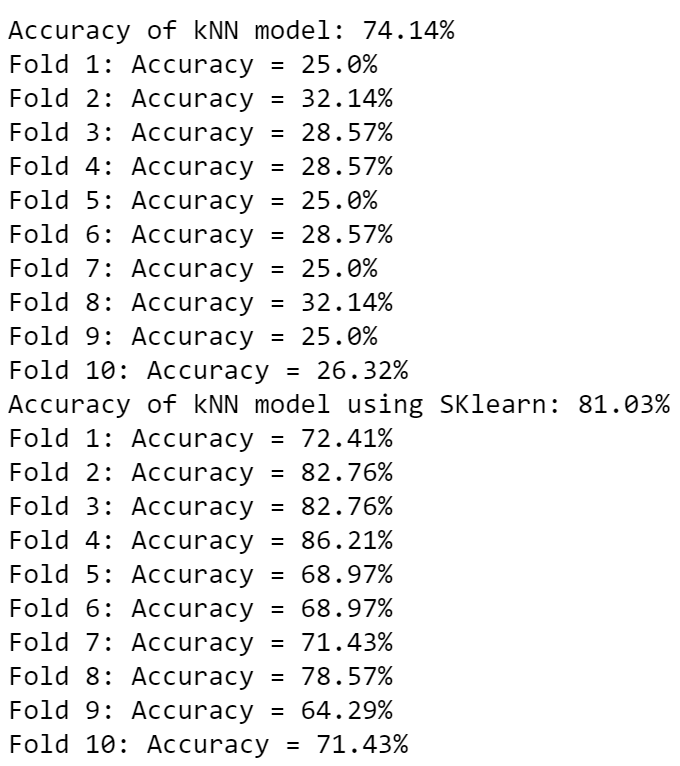 Accuracy of kNN model: 74.14%
Fold 1: Accuracy = 25.0%
Fold 2: Accuracy = 32.14%
Fold 3: Accuracy = 28.57%
Fold 4: Accuracy = 28.57%
Fold 5: Accuracy = 25.0%
Fold 6: Accuracy = 28.57%
Fold 7: Accuracy = 25.0%
Fold 8: Accuracy = 32.14%
Fold 9: Accuracy = 25.0%
Fold 10: Accuracy = 26.32%
Accuracy of kNN model using SKlearn: 81.03%
Fold 1: Accuracy = 72.41%
Fold 2: Accuracy = 82.76%
Fold 3: Accuracy = 82.76%
Fold 4: Accuracy = 86.21%
Fold 5: Accuracy = 68.97%
Fold 6: Accuracy = 68.97%
Fold 7: Accuracy = 71.43%
Fold 8: Accuracy = 78.57%
Fold 9: Accuracy = 64.29%
Fold 10: Accuracy = 71.43%